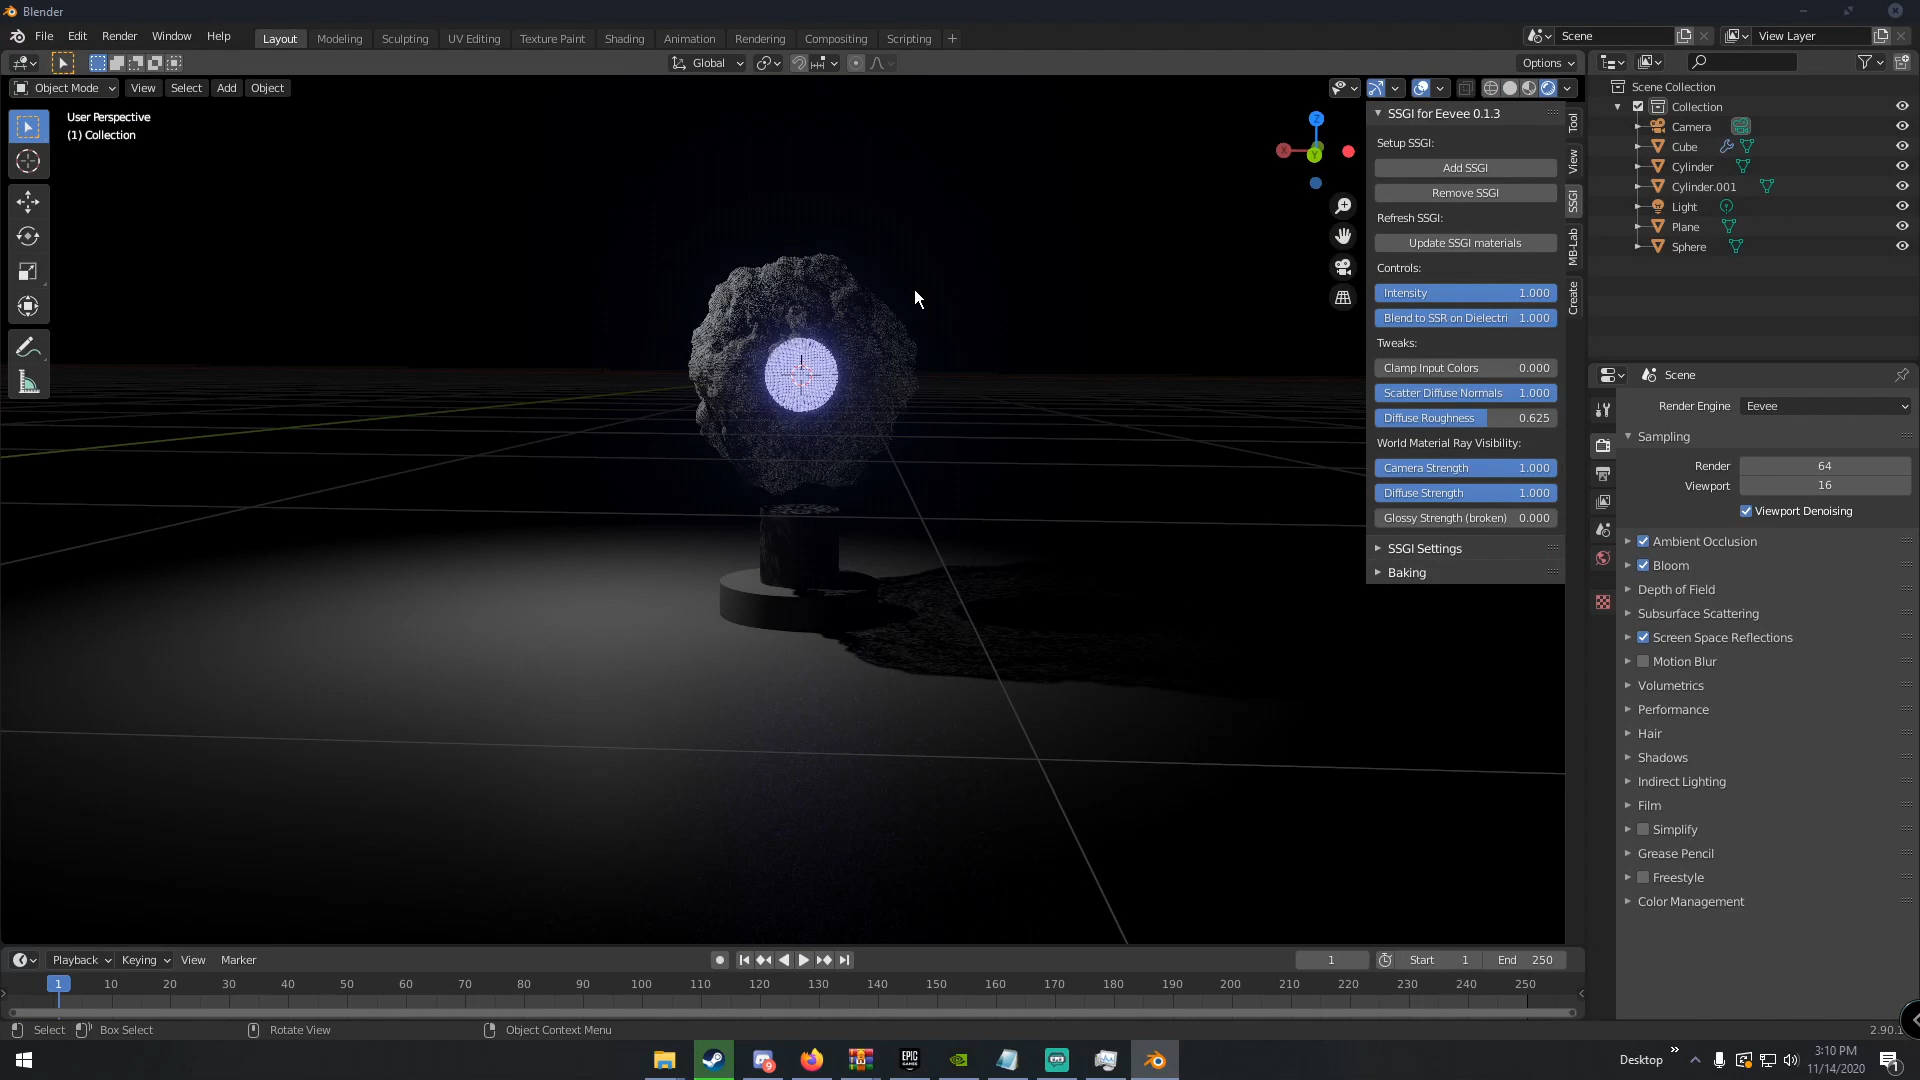 Blender
File Edit Render Window Help
Layout Modeling Sculpting UV Editing Texture Paint Shading Animation Rendering Compositing Scripting +
Scene
View Layer
Global
Options
Object Mode View Select Add Object
User Perspective
(1) Collection
Z
X
Y
SSGI for Eevee 0.1.3
Setup SSGI:
Add SSGI
Remove SSGI
Refresh SSGI:
Update SSGI materials
Controls:
Intensity 1.000
Blend to SSR on Dielectri 1.000
Tweaks:
Clamp Input Colors 0.000
Scatter Diffuse Normals 1.000
Diffuse Roughness 0.625
World Material Ray Visibility:
Camera Strength 1.000
Diffuse Strength 1.000
Glossy Strength (broken) 0.000
SSGI Settings
Baking
Tool
View
SSGI
MB-Lab
Create
Scene Collection
Collection
Camera
Cube
Cylinder
Cylinder.001
Light
Plane
Sphere
Scene
Render Engine Eevee
Sampling
Render 64
Viewport 16
Viewport Denoising
Ambient Occlusion
Bloom
Depth of Field
Subsurface Scattering
Screen Space Reflections
Motion Blur
Volumetrics
Performance
Hair
Shadows
Indirect Lighting
Film
Simplify
Grease Pencil
Freestyle
Color Management
Playback Keying View Marker
1 Start 1 End 250
1 10 20 30 40 50 60 70 80 90 100 110 120 130 140 150 160 170 180 190 200 210 220 230 240 250
Select Box Select Rotate View Object Context Menu
2.90.1
EPIC GAMES
9
Desktop
3:10 PM
11/14/2020
1